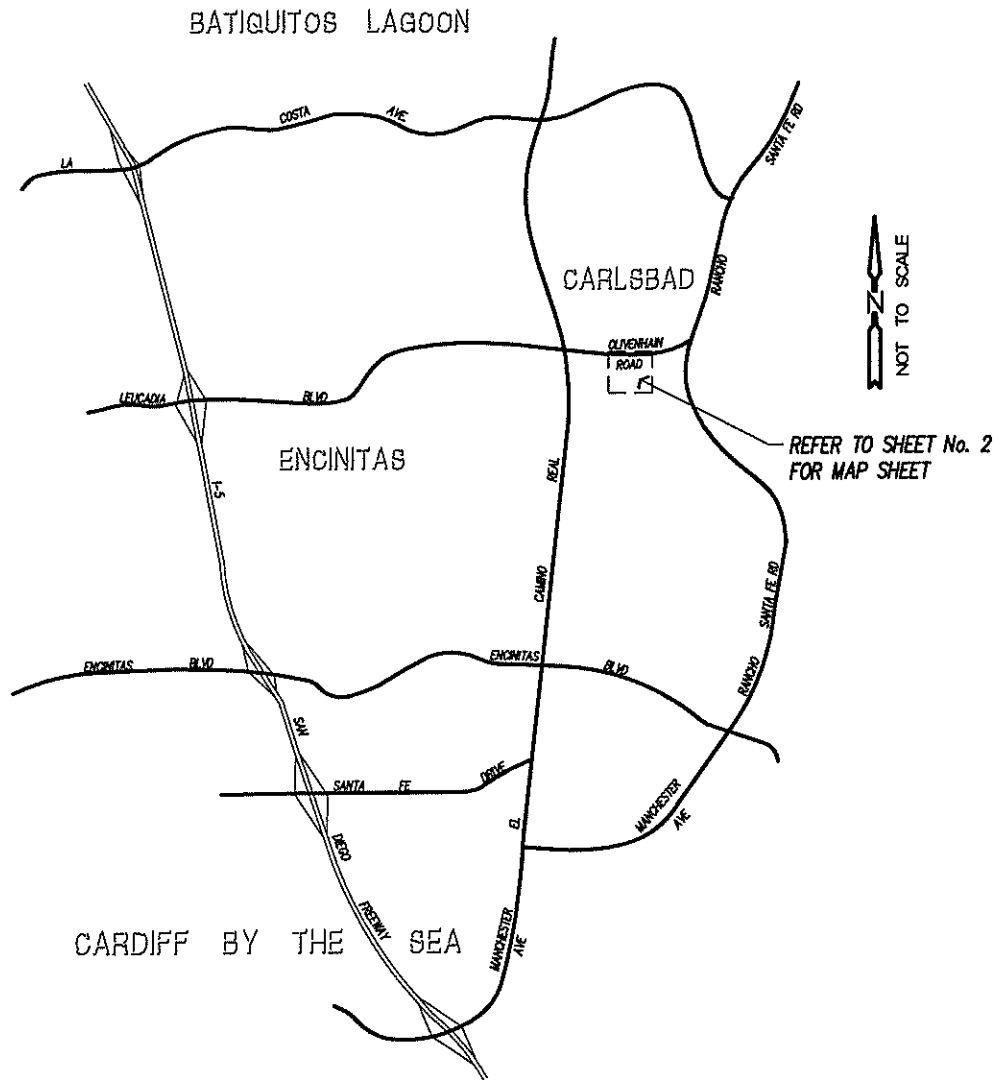 BATIQUITOS LAGOON
LA COSTA AVE
SANTA FE RD
RANCHO
CARLSBAD
N
NOT TO SCALE
OLIVENHAIN
ROAD
LEUCADIA BLVD
REFER TO SHEET No. 2
FOR MAP SHEET
ENCINITAS
REAL
I-5
CAMINO
SANTA FE RD
RANCHO
ENCINITAS BLVD
ENCINITAS BLVD
SAN
SANTA FE DRIVE
EL
MANCHESTER
AVE
DIEGO
FREEWAY
MANCHESTER
AVE
CARDIFF BY THE SEA